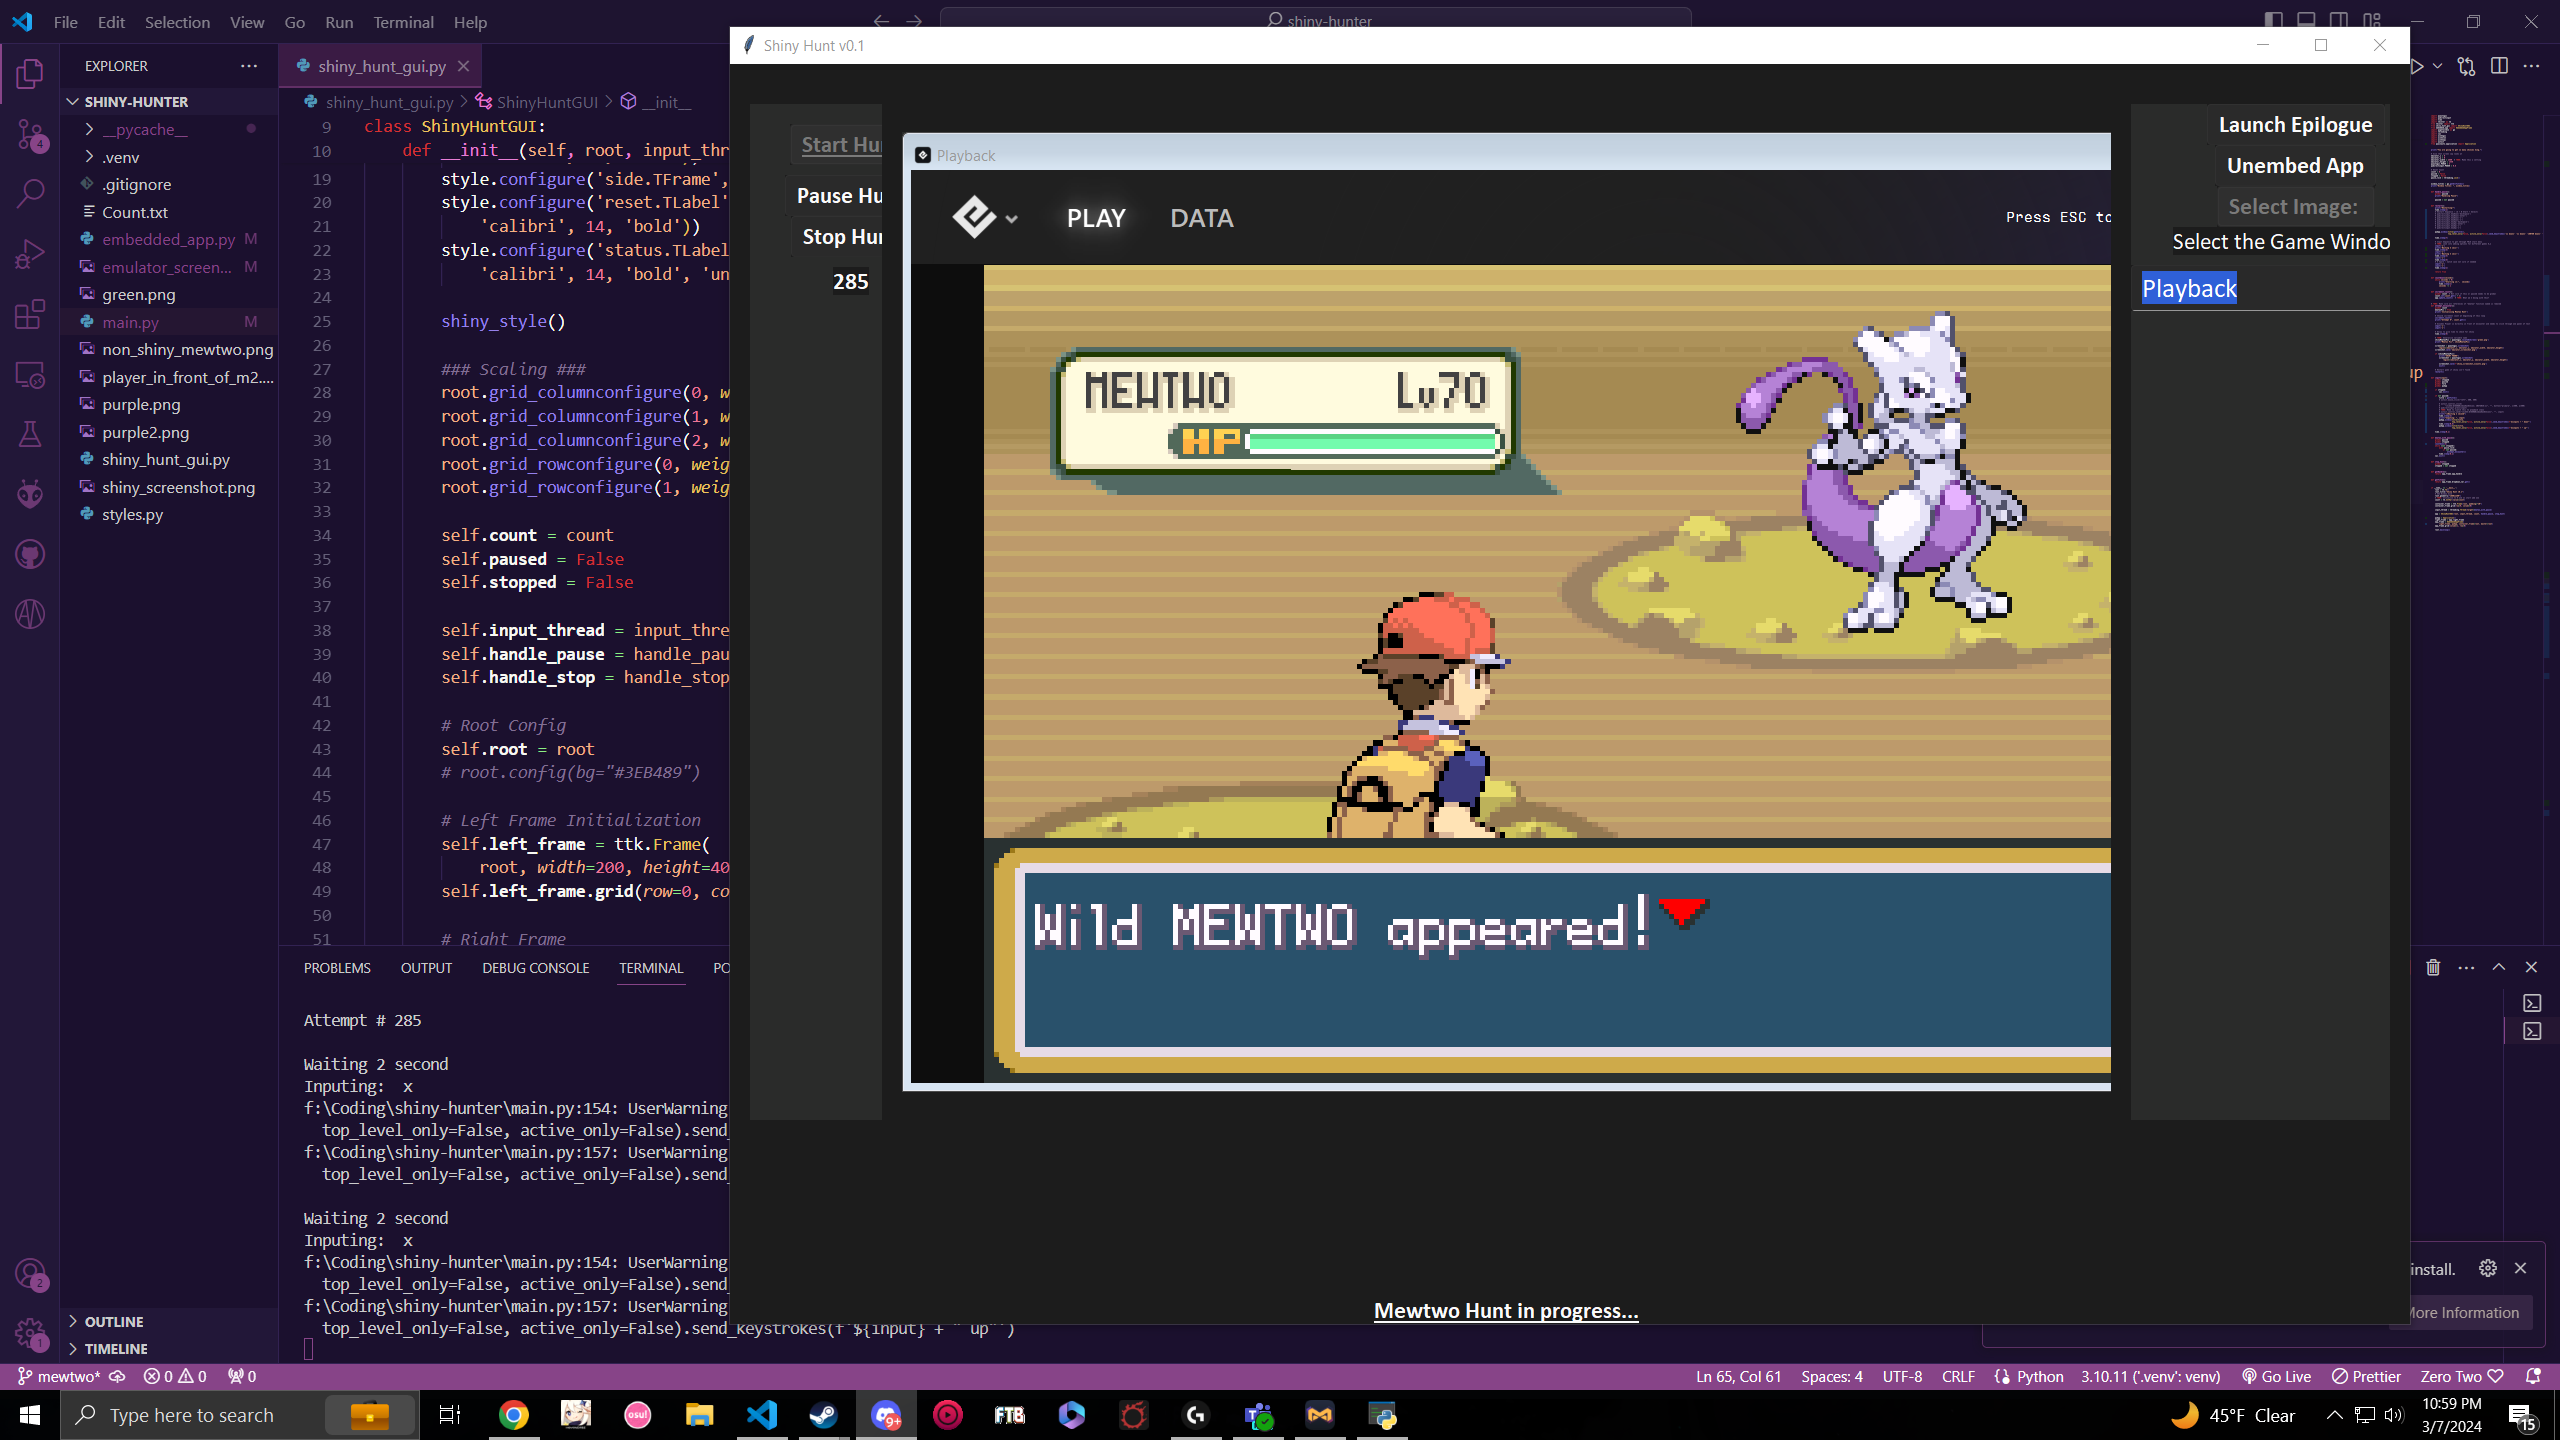 File Edit Selection View Go Run Terminal Help
shiny-hunter
EXPLORER
SHINY-HUNTER
__pycache__
.venv
.gitignore
Count.txt
embedded_app.py M
emulator_screen... M
green.png
main.py M
non_shiny_mewtwo.png
player_in_front_of_m2....
purple.png
purple2.png
shiny_hunt_gui.py
shiny_screenshot.png
styles.py
OUTLINE
TIMELINE
shiny_hunt_gui.py
shiny_hunt_gui.py > ShinyHuntGUI > __init__
9 class ShinyHuntGUI:
10 def __init__(self, root, input_thr
19 style.configure('side.TFrame',
20 style.configure('reset.TLabel'
21 'calibri', 14, 'bold'))
22 style.configure('status.TLabel
23 'calibri', 14, 'bold', 'un
24
25 shiny_style()
26
27 ### Scaling ###
28 root.grid_columnconfigure(0, w
29 root.grid_columnconfigure(1, w
30 root.grid_columnconfigure(2, w
31 root.grid_rowconfigure(0, weig
32 root.grid_rowconfigure(1, weig
33
34 self.count = count
35 self.paused = False
36 self.stopped = False
37
38 self.input_thread = input_thre
39 self.handle_pause = handle_pau
40 self.handle_stop = handle_stop
41
42 # Root Config
43 self.root = root
44 # root.config(bg="#3EB489")
45
46 # Left Frame Initialization
47 self.left_frame = ttk.Frame(
48 root, width=200, height=40
49 self.left_frame.grid(row=0, co
50
51 # Right Frame
PROBLEMS OUTPUT DEBUG CONSOLE TERMINAL PO
Attempt # 285
Waiting 2 second
Inputing: x
f:\Coding\shiny-hunter\main.py:154: UserWarning
top_level_only=False, active_only=False).send_
f:\Coding\shiny-hunter\main.py:157: UserWarning
top_level_only=False, active_only=False).send_
Waiting 2 second
Inputing: x
f:\Coding\shiny-hunter\main.py:154: UserWarning
top_level_only=False, active_only=False).send_
f:\Coding\shiny-hunter\main.py:157: UserWarning
top_level_only=False, active_only=False).send_keystrokes(f'${input} + " up"')
Shiny Hunt v0.1
Start Hu
Pause Hu
Stop Hur
285
Playback
PLAY DATA
Press ESC to
MEWTWO Lv70
HP
Wild MEWTWO appeared!
Launch Epilogue
Unembed App
Select Image:
Select the Game Windo
Playback
Mewtwo Hunt in progress...
up
install.
More Information
mewtwo* 0 0 0
4
2
1
Ln 65, Col 61 Spaces: 4 UTF-8 CRLF Python 3.10.11 ('.venv': venv) Go Live Prettier Zero Two
Type here to search
osu!
9+
FTB
45°F Clear
10:59 PM
3/7/2024
15